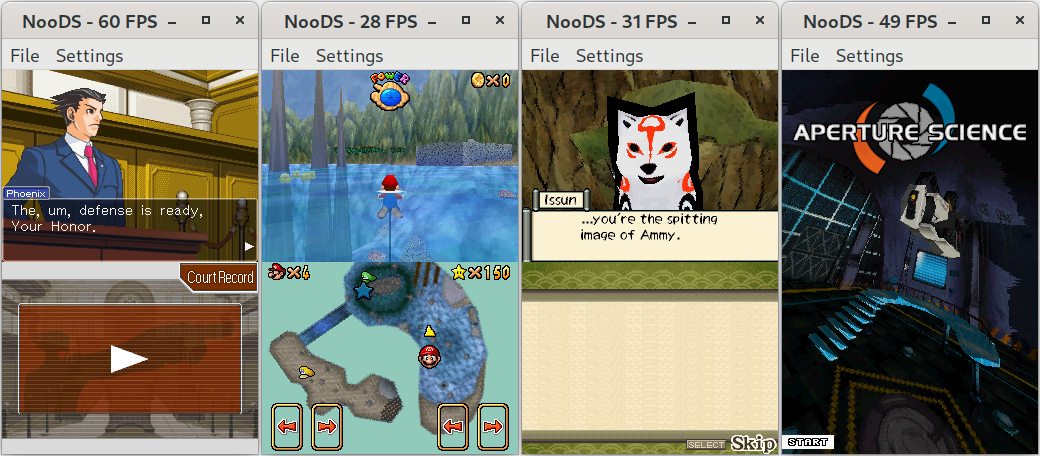 NooDS - 60 FPS
File Settings
Phoenix
The, um, defense is ready,
Your Honor.
Court Record
NooDS - 28 FPS
File Settings
POWER
×0
×4
×150
NooDS - 31 FPS
File Settings
Issun
...you're the spitting
image of Ammy.
SELECT Skip
NooDS - 49 FPS
File Settings
APERTURE SCIENCE
START